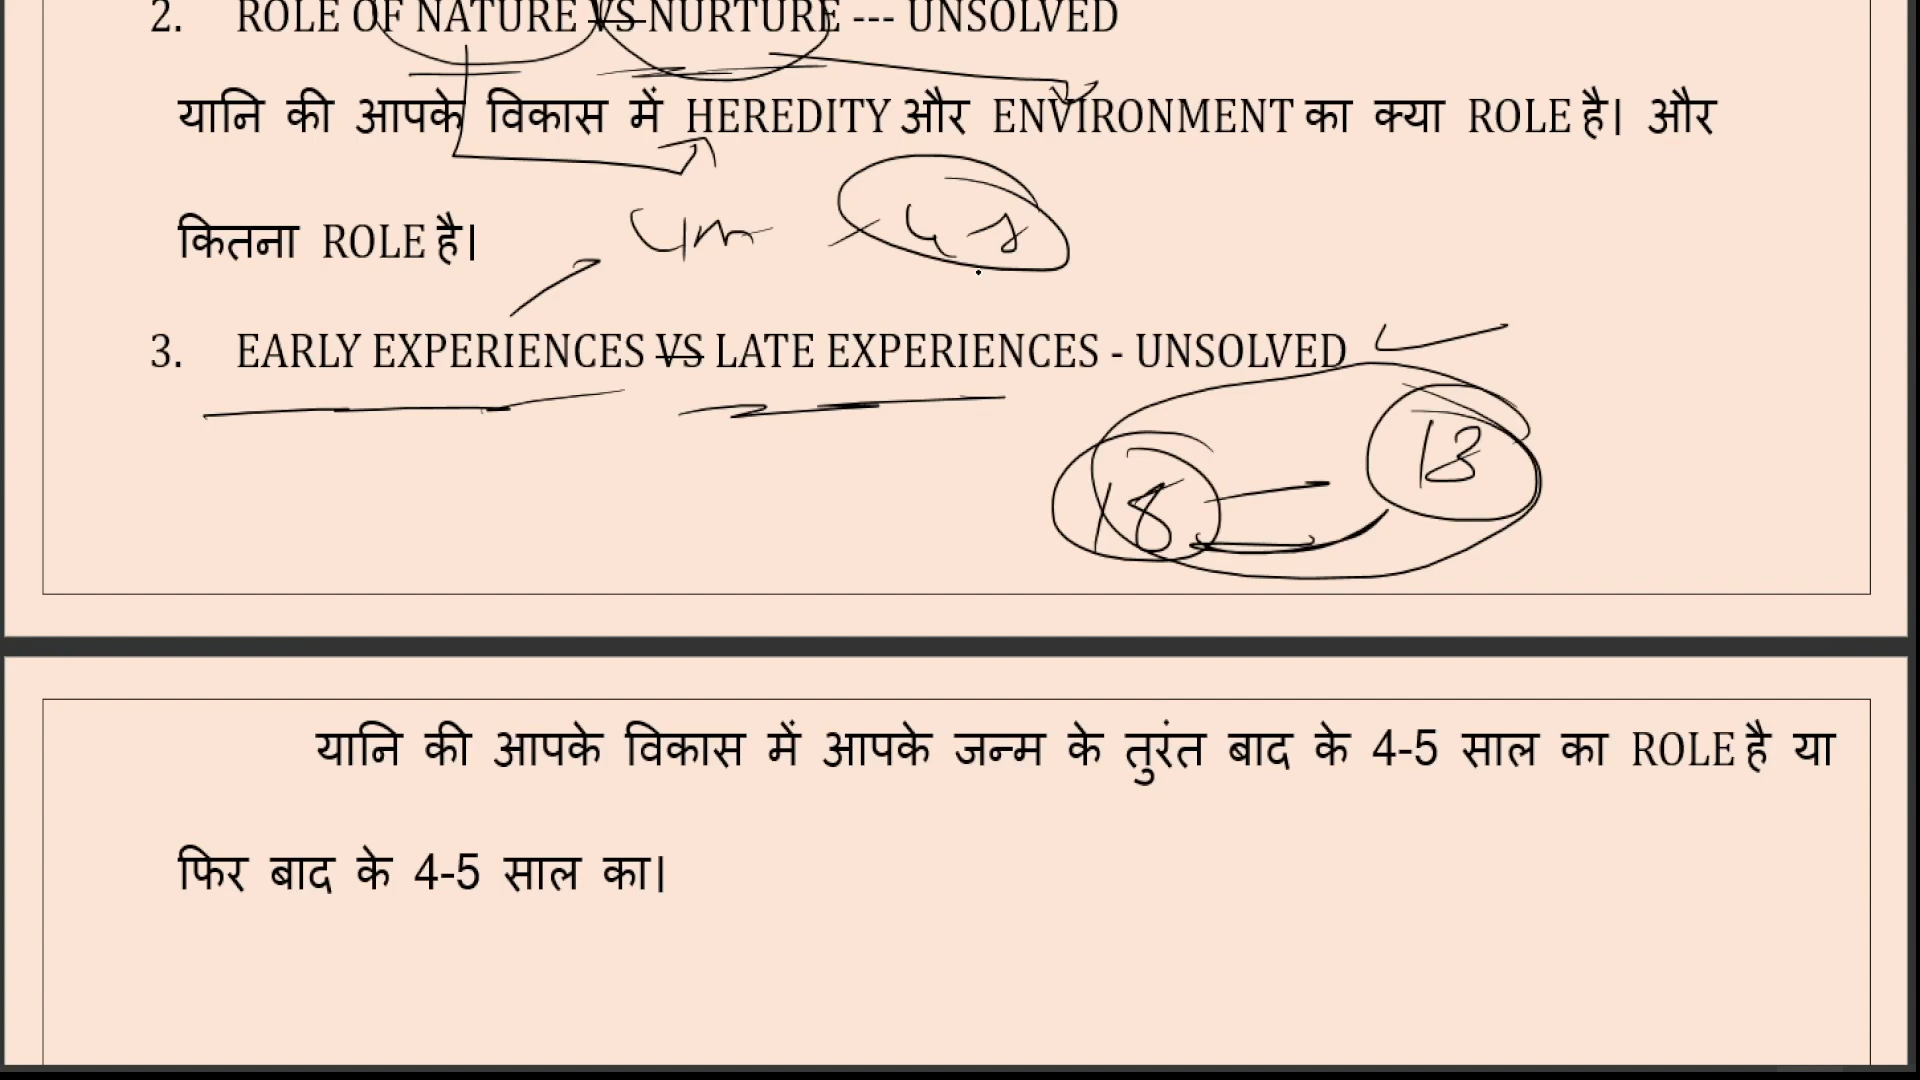 2. ROLE OF NATURE VS NURTURE --- UNSOLVED
यानि की आपके विकास में HEREDITY और ENVIRONMENT का क्या ROLE है। और
कितना ROLE है।
3. EARLY EXPERIENCES VS LATE EXPERIENCES - UNSOLVED
13
18
यानि की आपके विकास में आपके जन्म के तुरंत बाद के 4-5 साल का ROLE है या
फिर बाद के 4-5 साल का।